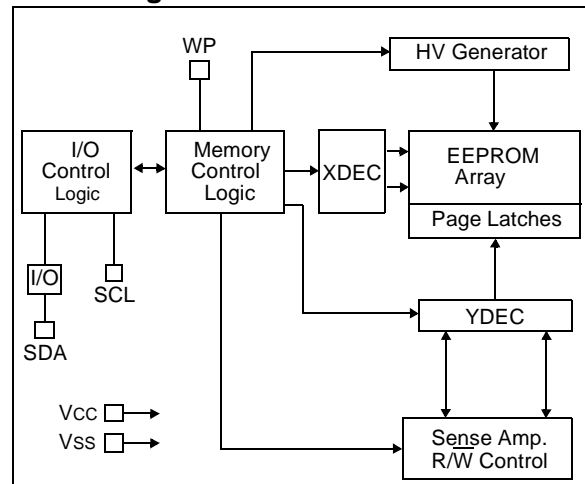 WP
HV Generator
I/O
Control
Logic
Memory
Control
Logic
XDEC
EEPROM
Array
Page Latches
I/O
SCL
SDA
YDEC
Vcc
Vss
Sense Amp.
R/W̅ Control